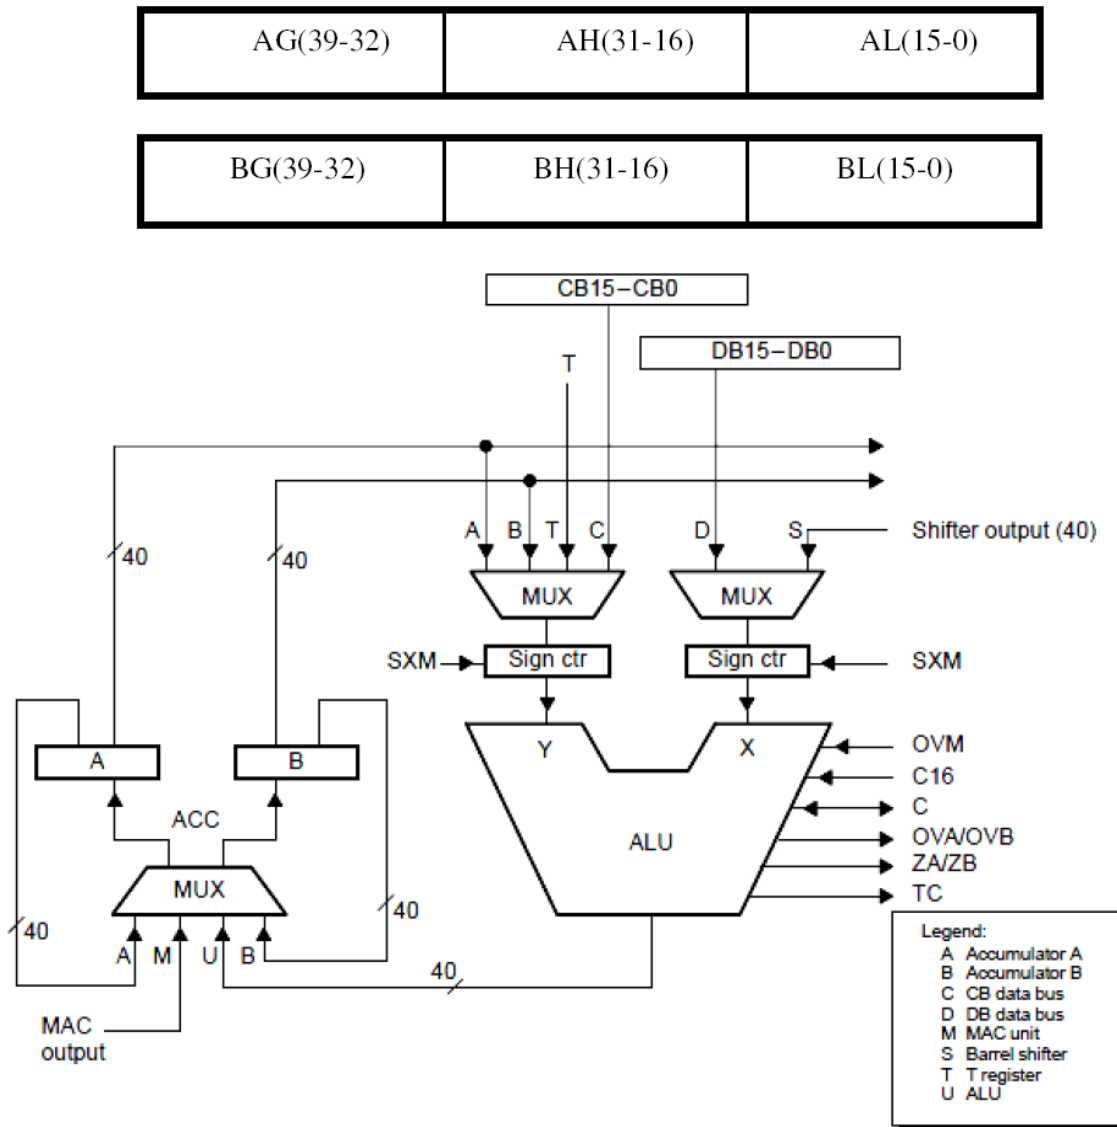 AG(39-32) AH(31-16) AL(15-0)
BG(39-32) BH(31-16) BL(15-0)
CB15–CB0
DB15–DB0
T
A B T C D S Shifter output (40)
40 40
MUX MUX
SXM Sign ctr Sign ctr SXM
Y X OVM
A B C16
ACC C
ALU OVA/OVB
MUX ZA/ZB
TC
40 40
A M U B
40
MAC
output
Legend:
A Accumulator A
B Accumulator B
C CB data bus
D DB data bus
M MAC unit
S Barrel shifter
T T register
U ALU